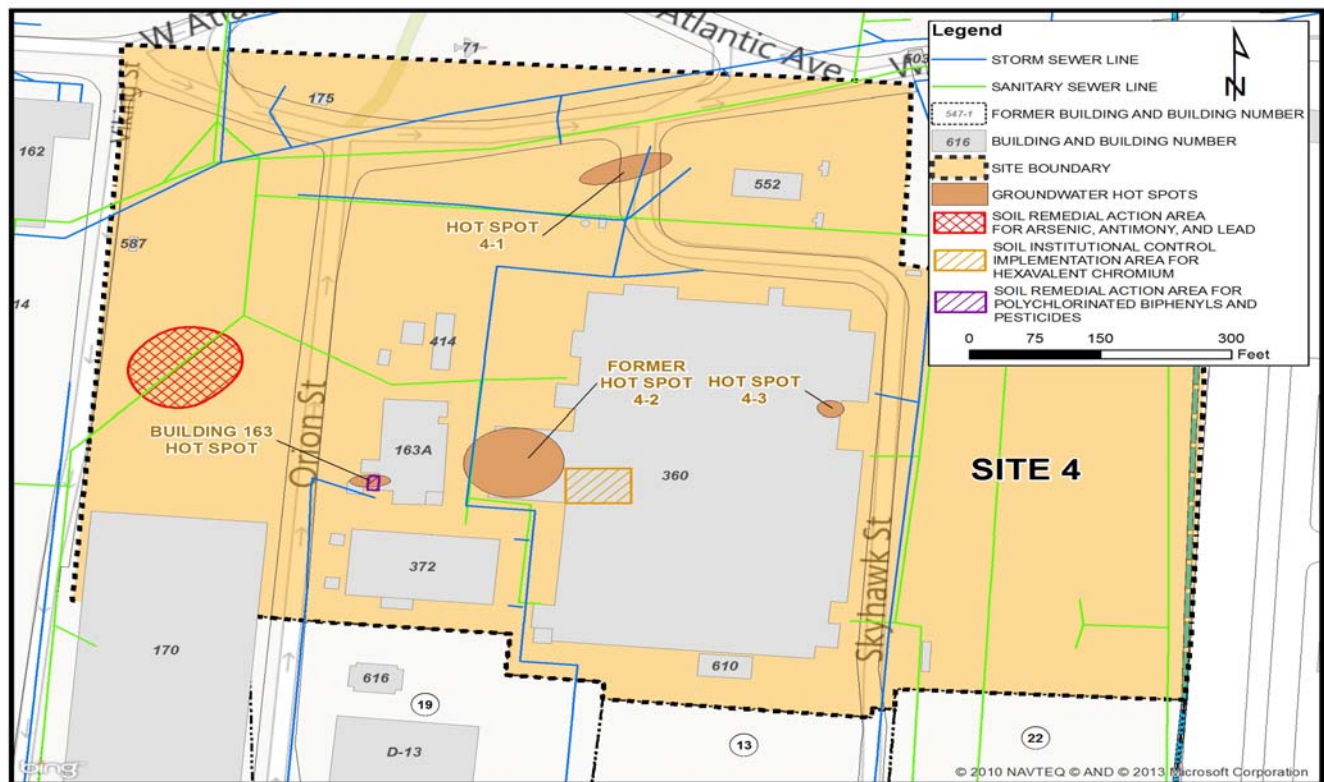 W Atla
Atlantic Ave
W
71
503
175
Viking St
162
587
14
552
HOT SPOT
4-1
414
FORMER
HOT SPOT
4-2
HOT SPOT
4-3
BUILDING 163
HOT SPOT
163A
Orion St
360
SITE 4
372
Skyhawk St
170
610
616
19
D-13
13
22
Legend
N
STORM SEWER LINE
SANITARY SEWER LINE
547-1
FORMER BUILDING AND BUILDING NUMBER
616
BUILDING AND BUILDING NUMBER
SITE BOUNDARY
GROUNDWATER HOT SPOTS
SOIL REMEDIAL ACTION AREA
FOR ARSENIC, ANTIMONY, AND LEAD
SOIL INSTITUTIONAL CONTROL
IMPLEMENTATION AREA FOR
HEXAVALENT CHROMIUM
SOIL REMEDIAL ACTION AREA FOR
POLYCHLORINATED BIPHENYLS AND
PESTICIDES
0 75 150 300
Feet
bing
© 2010 NAVTEQ © AND © 2013 Microsoft Corporation